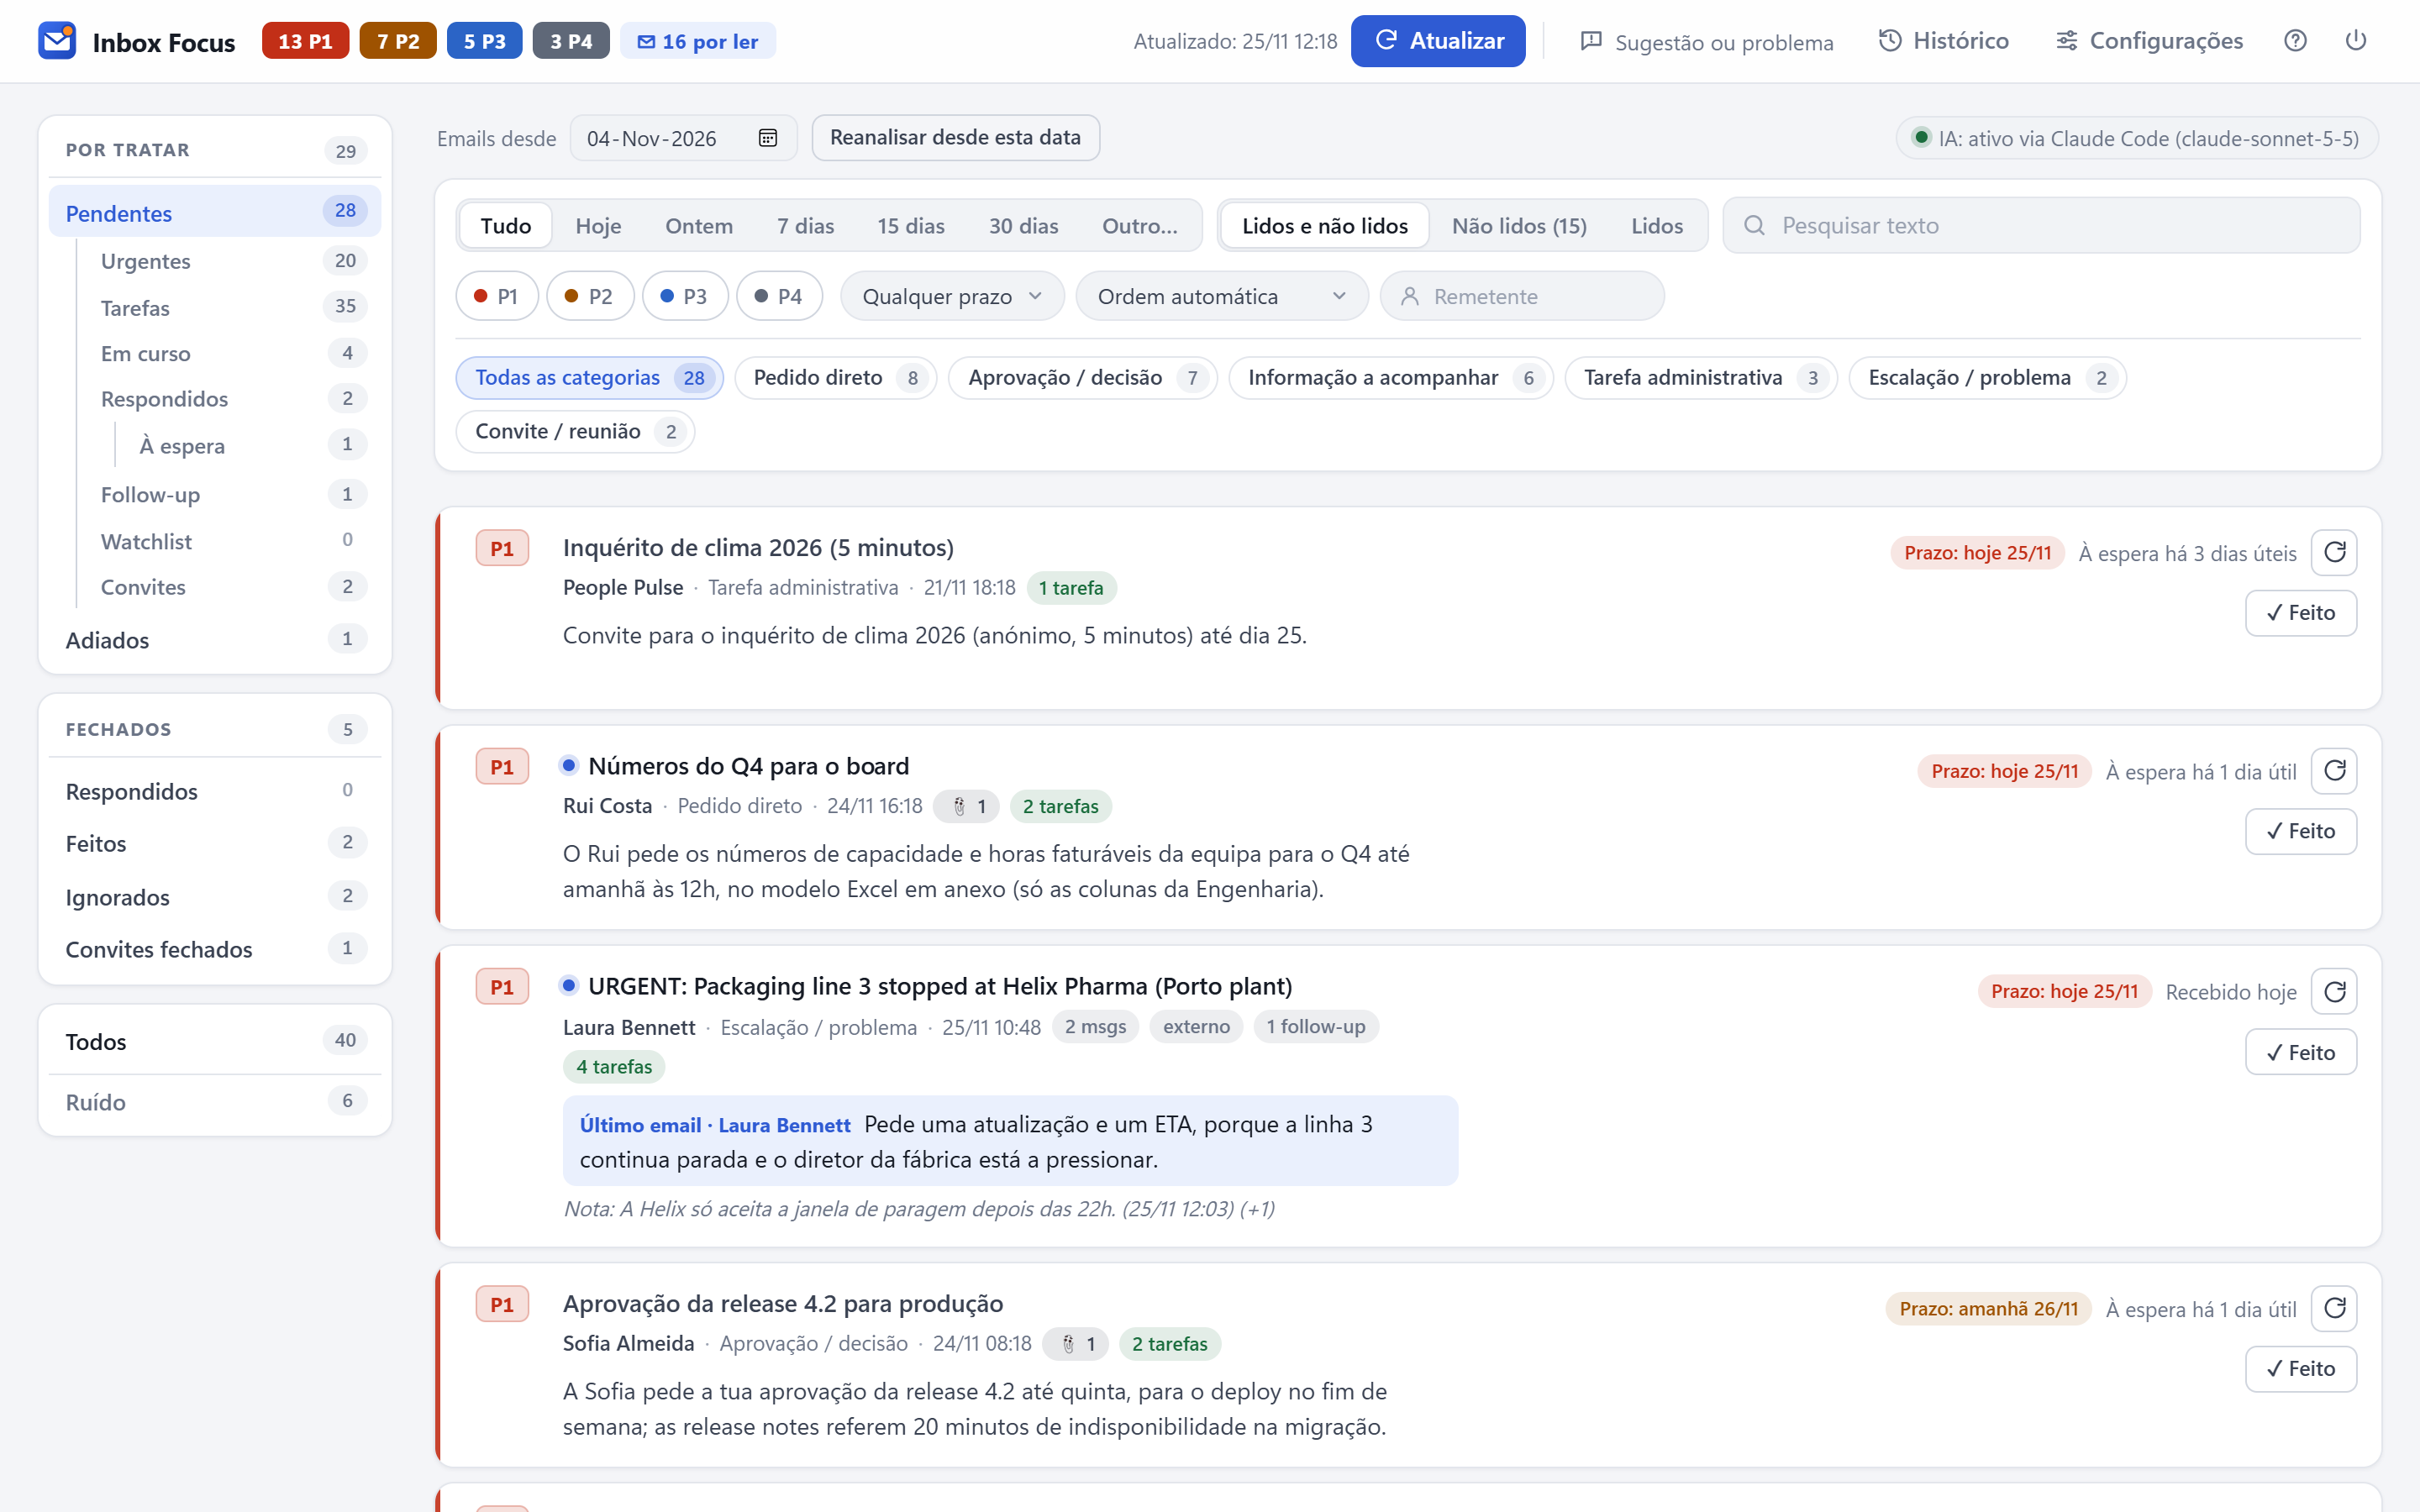 Inbox Focus 13 P1 7 P2 5 P3 3 P4 16 por ler Atualizado: 25/11 12:18 Atualizar Sugestão ou problema Histórico Configurações
POR TRATAR 29
Pendentes 28
Urgentes 20
Tarefas 35
Em curso 4
Respondidos 2
À espera 1
Follow-up 1
Watchlist 0
Convites 2
Adiados 1
FECHADOS 5
Respondidos 0
Feitos 2
Ignorados 2
Convites fechados 1
Todos 40
Ruído 6
Emails desde 04-Nov-2026 Reanalisar desde esta data IA: ativo via Claude Code (claude-sonnet-5-5)
Tudo Hoje Ontem 7 dias 15 dias 30 dias Outro... Lidos e não lidos Não lidos (15) Lidos Pesquisar texto
P1 P2 P3 P4 Qualquer prazo Ordem automática Remetente
Todas as categorias 28 Pedido direto 8 Aprovação / decisão 7 Informação a acompanhar 6 Tarefa administrativa 3 Escalação / problema 2
Convite / reunião 2
P1 Inquérito de clima 2026 (5 minutos) Prazo: hoje 25/11 À espera há 3 dias úteis
People Pulse · Tarefa administrativa · 21/11 18:18 1 tarefa
✓ Feito
Convite para o inquérito de clima 2026 (anónimo, 5 minutos) até dia 25.
P1 Números do Q4 para o board Prazo: hoje 25/11 À espera há 1 dia útil
Rui Costa · Pedido direto · 24/11 16:18 1 2 tarefas
✓ Feito
O Rui pede os números de capacidade e horas faturáveis da equipa para o Q4 até
amanhã às 12h, no modelo Excel em anexo (só as colunas da Engenharia).
P1 URGENT: Packaging line 3 stopped at Helix Pharma (Porto plant) Prazo: hoje 25/11 Recebido hoje
Laura Bennett · Escalação / problema · 25/11 10:48 2 msgs externo 1 follow-up
✓ Feito
4 tarefas
Último email · Laura Bennett Pede uma atualização e um ETA, porque a linha 3
continua parada e o diretor da fábrica está a pressionar.
Nota: A Helix só aceita a janela de paragem depois das 22h. (25/11 12:03) (+1)
P1 Aprovação da release 4.2 para produção Prazo: amanhã 26/11 À espera há 1 dia útil
Sofia Almeida · Aprovação / decisão · 24/11 08:18 1 2 tarefas
✓ Feito
A Sofia pede a tua aprovação da release 4.2 até quinta, para o deploy no fim de
semana; as release notes referem 20 minutos de indisponibilidade na migração.